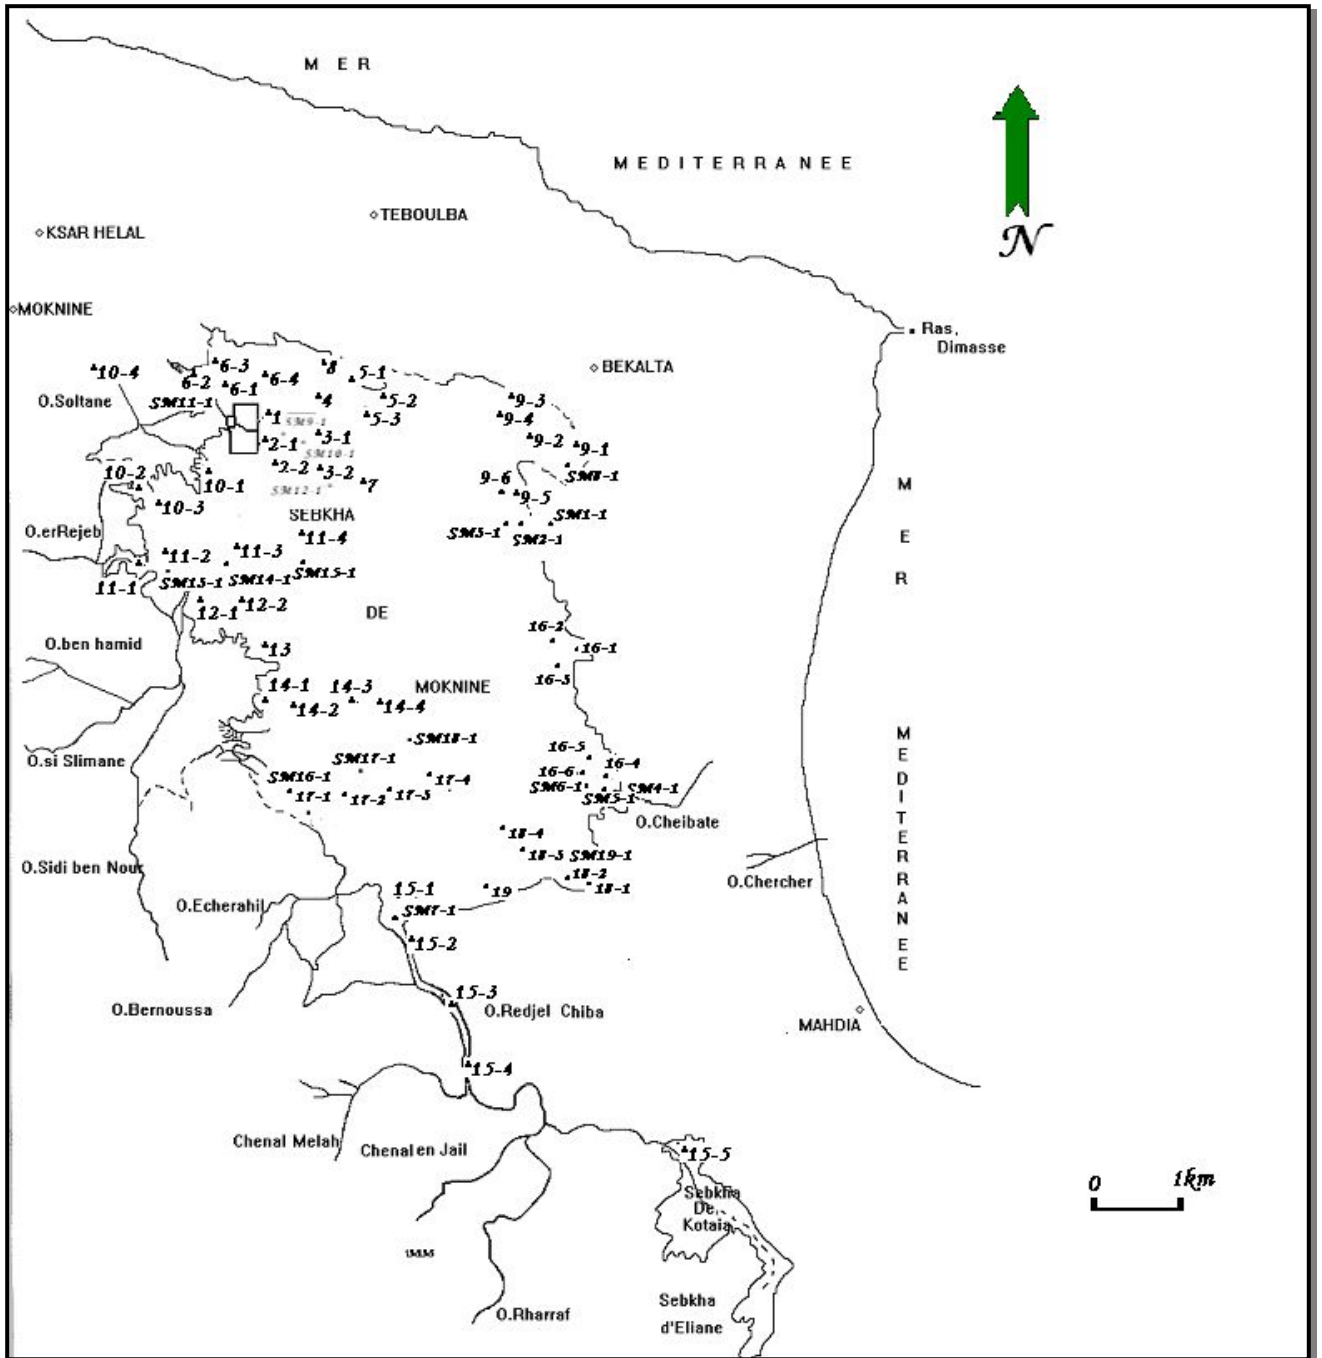 M E R
M E D I T E R R A N E E
N
TEBOULBA
KSAR HELAL
MOKNINE
Ras,
Dimasse
BEKALTA
10-4
6-3
6-2
6-4
6-1
8
5-1
5-2
5-3
4
O.Soltane
SM11-1
1
SM9-1
2-1
3-1
SM10-1
2-2
3-2
SM12-1
7
9-3
9-4
9-2
9-1
SM8-1
9-6
9-5
SM1-1
SM3-1
SM2-1
10-2
10-1
10-3
SEBKHA
O.erRejeb
11-4
11-2
11-3
11-1
SM13-1
SM14-1
SM15-1
12-1
12-2
DE
O.ben hamid
13
16-2
16-1
16-3
14-1
14-3
MOKNINE
14-2
14-4
SM18-1
O.si Slimane
SM17-1
SM16-1
17-1
17-2
17-3
17-4
16-5
16-4
16-6
SM6-1
SM4-1
SM5-1
O.Cheibate
18-4
18-3
SM19-1
18-2
18-1
19
O.Chercher
M
E
R
M
E
D
I
T
E
R
R
A
N
E
E
O.Sidi ben Nour
O.Echerahil
15-1
SM7-1
15-2
O.Bernoussa
15-3
O.Redjel Chiba
MAHDIA
15-4
Chenal Melah
Chenal en Jail
15-5
Sebkha
De,
Kotaia
O.Rharraf
Sebkha
d'Eliane
0 1km